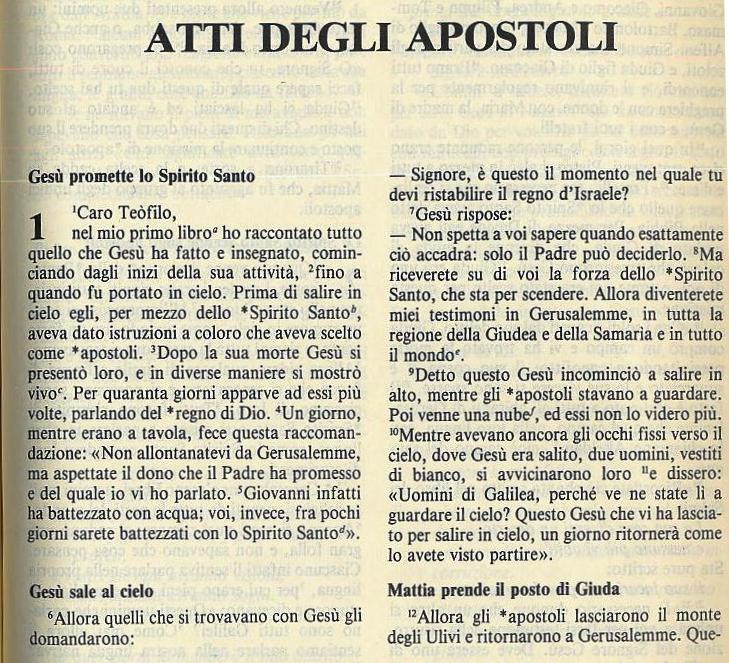 ATTI DEGLI APOSTOLI
Gesù promette lo Spirito Santo
1 ¹Caro Teòfilo,
nel mio primo libroᵃ ho raccontato tutto
quello che Gesù ha fatto e insegnato, comin-
ciando dagli inizi della sua attività, ²fino a
quando fu portato in cielo. Prima di salire in
cielo egli, per mezzo dello *Spirito Santoᵇ,
aveva dato istruzioni a coloro che aveva scelto
come *apostoli. ³Dopo la sua morte Gesù si
presentò loro, e in diverse maniere si mostrò
vivoᶜ. Per quaranta giorni apparve ad essi più
volte, parlando del *regno di Dio. ⁴Un giorno,
mentre erano a tavola, fece questa raccoman-
dazione: «Non allontanatevi da Gerusalemme,
ma aspettate il dono che il Padre ha promesso
e del quale io vi ho parlato. ⁵Giovanni infatti
ha battezzato con acqua; voi, invece, fra pochi
giorni sarete battezzati con lo Spirito Santoᵈ».
Gesù sale al cielo
⁶Allora quelli che si trovavano con Gesù gli
domandarono:
— Signore, è questo il momento nel quale tu
devi ristabilire il regno d'Israele?
⁷Gesù rispose:
— Non spetta a voi sapere quando esattamente
ciò accadrà: solo il Padre può deciderlo. ⁸Ma
riceverete su di voi la forza dello *Spirito
Santo, che sta per scendere. Allora diventerete
miei testimoni in Gerusalemme, in tutta la
regione della Giudea e della Samaria e in tutto
il mondoᵉ.
⁹Detto questo Gesù incominciò a salire in
alto, mentre gli *apostoli stavano a guardare.
Poi venne una nubeᶠ, ed essi non lo videro più.
¹⁰Mentre avevano ancora gli occhi fissi verso il
cielo, dove Gesù era salito, due uomini, vestiti
di bianco, si avvicinarono loro ¹¹e dissero:
«Uomini di Galilea, perché ve ne state lì a
guardare il cielo? Questo Gesù che vi ha lascia-
to per salire in cielo, un giorno ritornerà come
lo avete visto partire».
Mattia prende il posto di Giuda
¹²Allora gli *apostoli lasciarono il monte
degli Ulivi e ritornarono a Gerusalemme. Que-